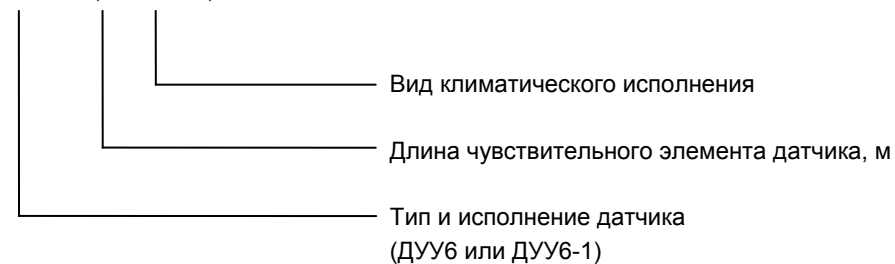 Вид климатического исполнения
Длина чувствительного элемента датчика, м
Тип и исполнение датчика
(ДУУ6 или ДУУ6-1)